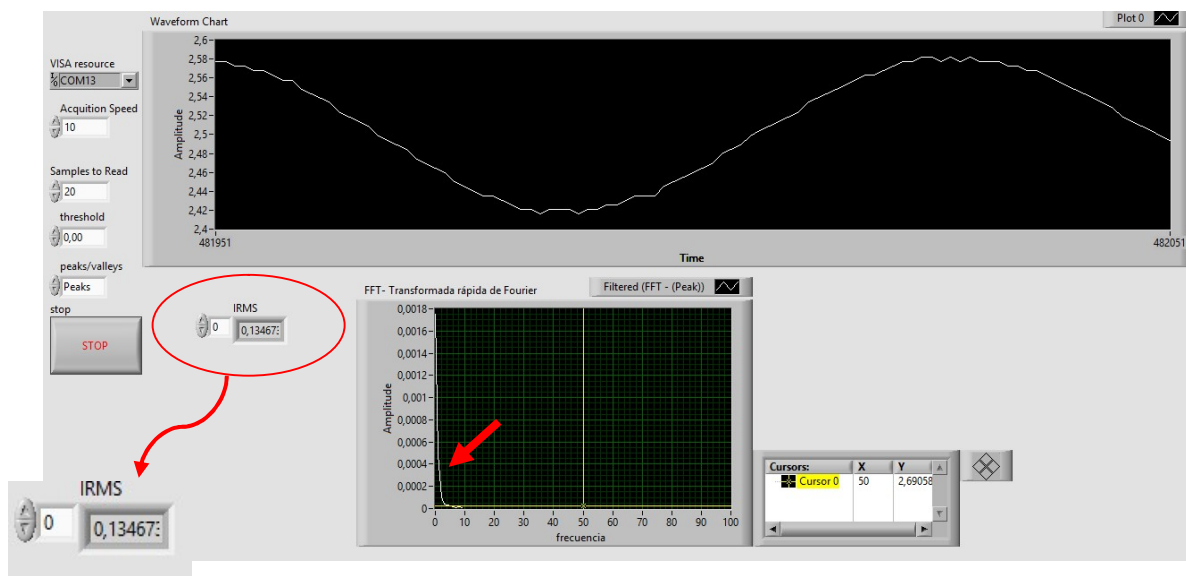 Waveform Chart
Plot 0
2,6
2,58
2,56
2,54
2,52
2,5
2,48
2,46
2,44
2,42
2,4
Amplitude
481951
482051
Time
VISA resource
COM13
Acquition Speed
10
Samples to Read
20
threshold
0,00
peaks/valleys
Peaks
stop
STOP
IRMS
0
0,13467
FFT- Transformada rápida de Fourier
Filtered (FFT - (Peak))
0,0018
0,0016
0,0014
0,0012
0,001
0,0008
0,0006
0,0004
0,0002
0
Amplitude
0 10 20 30 40 50 60 70 80 90 100
frecuencia
Cursors: X Y
Cursor 0 50 2,69058
IRMS
0
0,13467